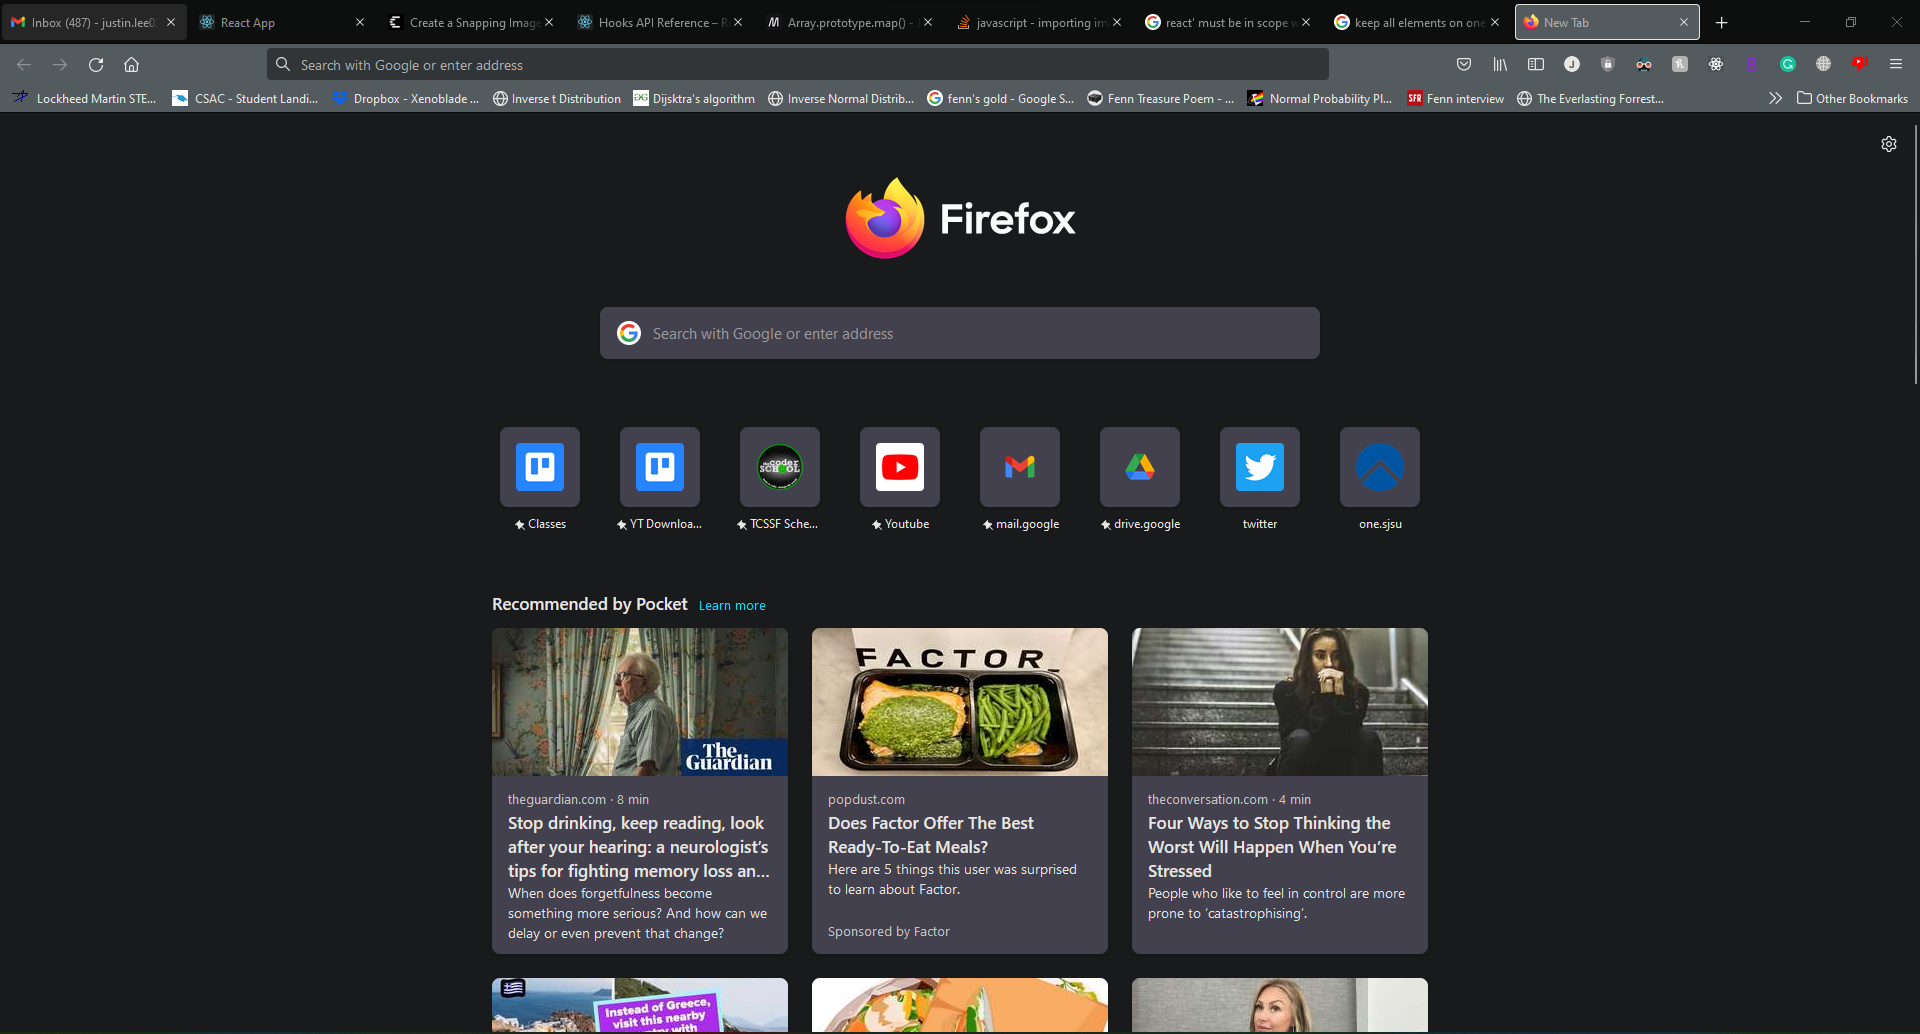 Inbox (487) - justin.lee0
React App
Create a Snapping Image
Hooks API Reference – R
Array.prototype.map() - J
javascript - importing im
react' must be in scope w
keep all elements on one
New Tab
Search with Google or enter address
Lockheed Martin STE...
CSAC - Student Landi...
Dropbox - Xenoblade ...
Inverse t Distribution
Dijsktra's algorithm
Inverse Normal Distrib...
fenn's gold - Google S...
Fenn Treasure Poem - ...
Normal Probability Pl...
SFR
Fenn interview
The Everlasting Forrest...
Other Bookmarks
Firefox
Search with Google or enter address
coder
SCHOOL
Classes
YT Downloa...
TCSSF Sche...
Youtube
mail.google
drive.google
twitter
one.sjsu
Recommended by Pocket Learn more
The
Guardian
theguardian.com · 8 min
Stop drinking, keep reading, look
after your hearing: a neurologist’s
tips for fighting memory loss an...
When does forgetfulness become
something more serious? And how can we
delay or even prevent that change?
FACTOR_
popdust.com
Does Factor Offer The Best
Ready-To-Eat Meals?
Here are 5 things this user was surprised
to learn about Factor.
Sponsored by Factor
theconversation.com · 4 min
Four Ways to Stop Thinking the
Worst Will Happen When You’re
Stressed
People who like to feel in control are more
prone to ‘catastrophising’.
Instead of Greece,
visit this nearby
with